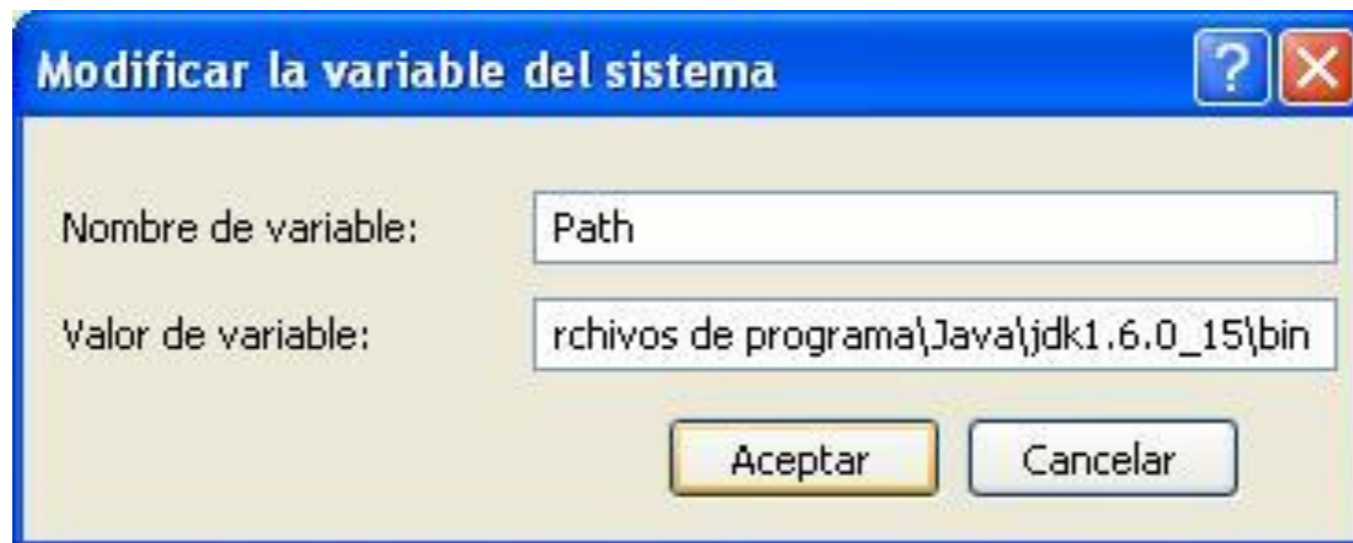 Modificar la variable del sistema
Nombre de variable: Path
Valor de variable: rchivos de programa\Java\jdk1.6.0_15\bin
Aceptar Cancelar